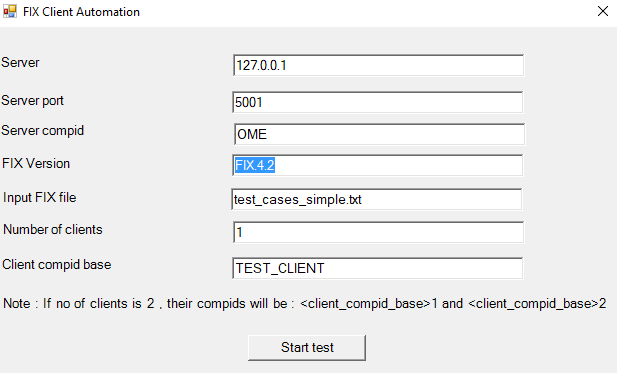 FIX Client Automation
Server 127.0.0.1
Server port 5001
Server compid OME
FIX Version FIX.4.2
Input FIX file test_cases_simple.txt
Number of clients 1
Client compid base TEST_CLIENT
Note : If no of clients is 2 , their compids will be : <client_compid_base>1 and <client_compid_base>2
Start test